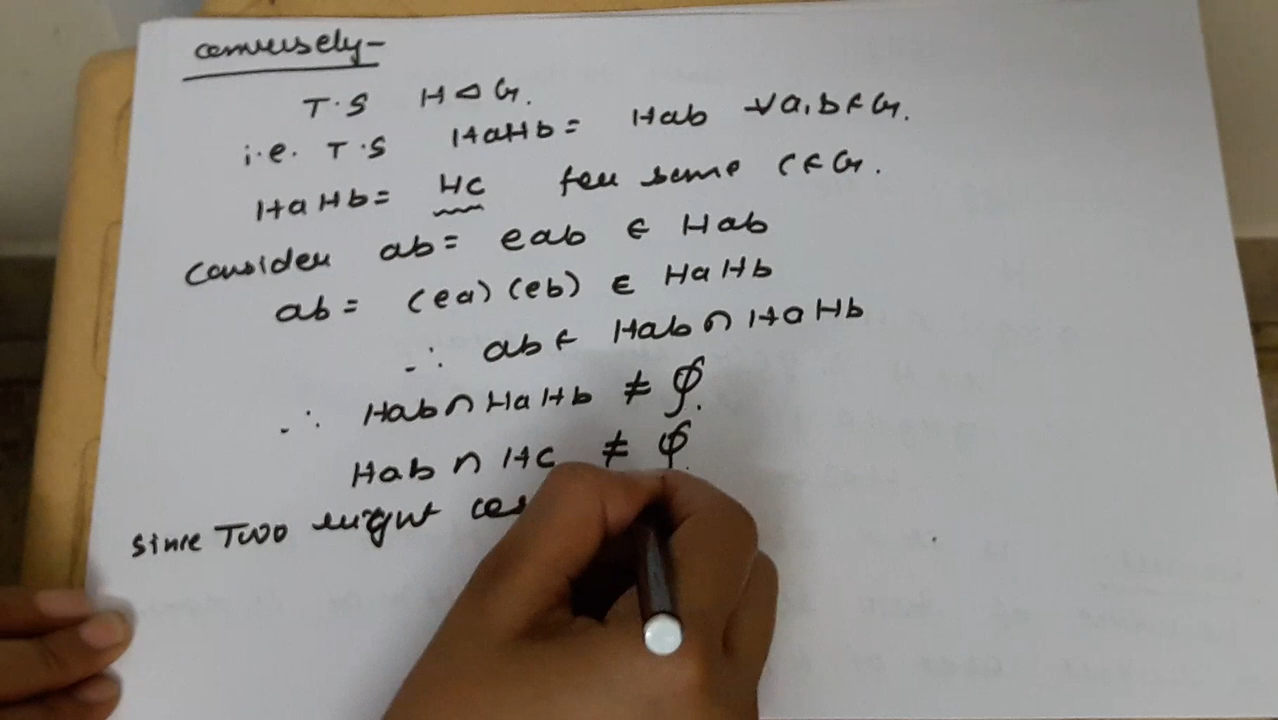 conversely-
T.S H ⊲ G.
i.e. T.S HaHb = Hab ∀a,b ∈ G.
HaHb = Hc for some C ∈ G.
Consider ab = eab ∈ Hab
ab = (ea) (eb) ∈ HaHb
∴ ab ∈ Hab ∩ HaHb
∴ Hab ∩ HaHb ≠ φ.
Hab ∩ HC ≠ φ.
Since Two right cos